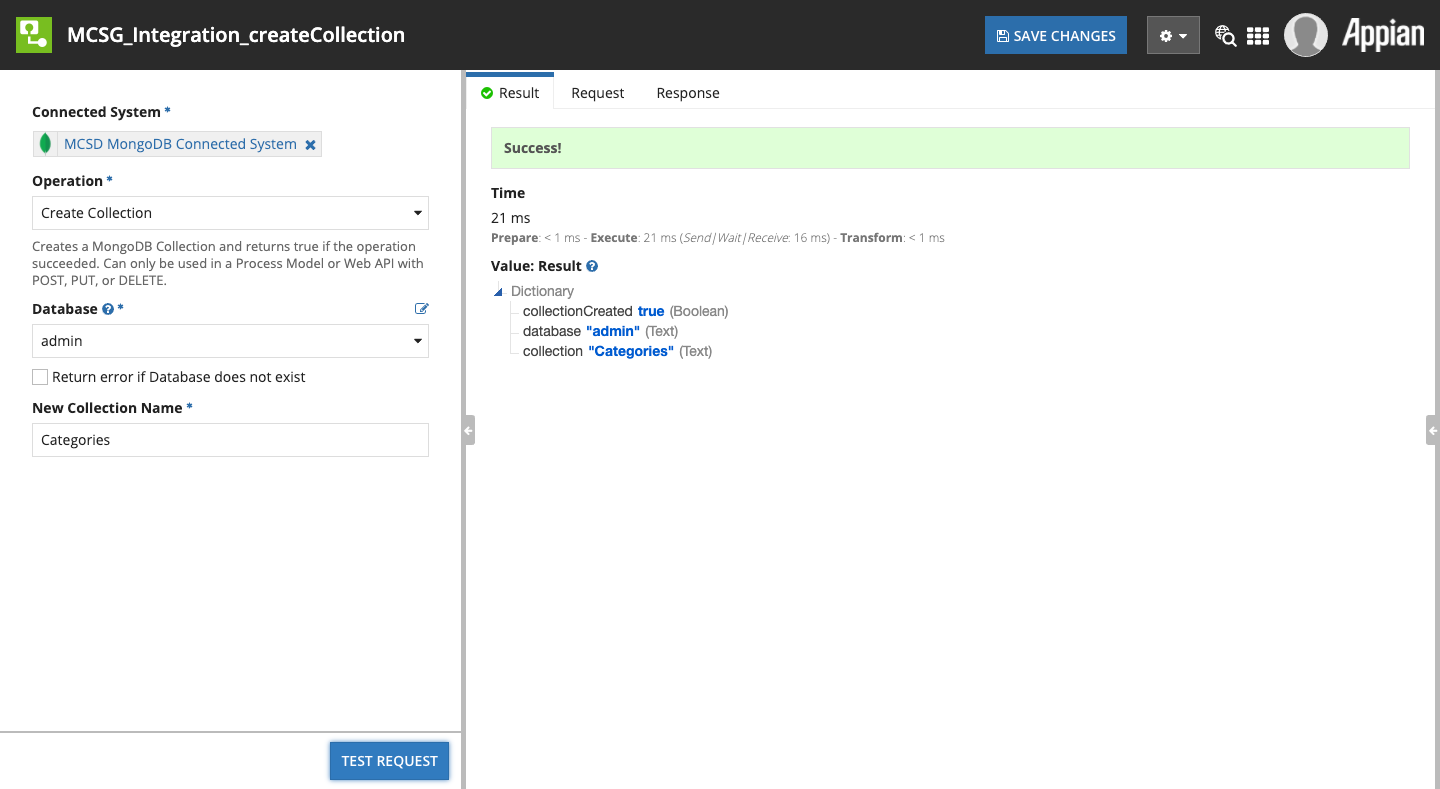 MCSG_Integration_createCollection
SAVE CHANGES
Appian
Connected System *
MCSD MongoDB Connected System
Operation *
Create Collection
Creates a MongoDB Collection and returns true if the operation
succeeded. Can only be used in a Process Model or Web API with
POST, PUT, or DELETE.
Database *
admin
Return error if Database does not exist
New Collection Name *
Categories
TEST REQUEST
Result Request Response
Success!
Time
21 ms
Prepare: < 1 ms - Execute: 21 ms (Send|Wait|Receive: 16 ms) - Transform: < 1 ms
Value: Result
Dictionary
collectionCreated true (Boolean)
database "admin" (Text)
collection "Categories" (Text)